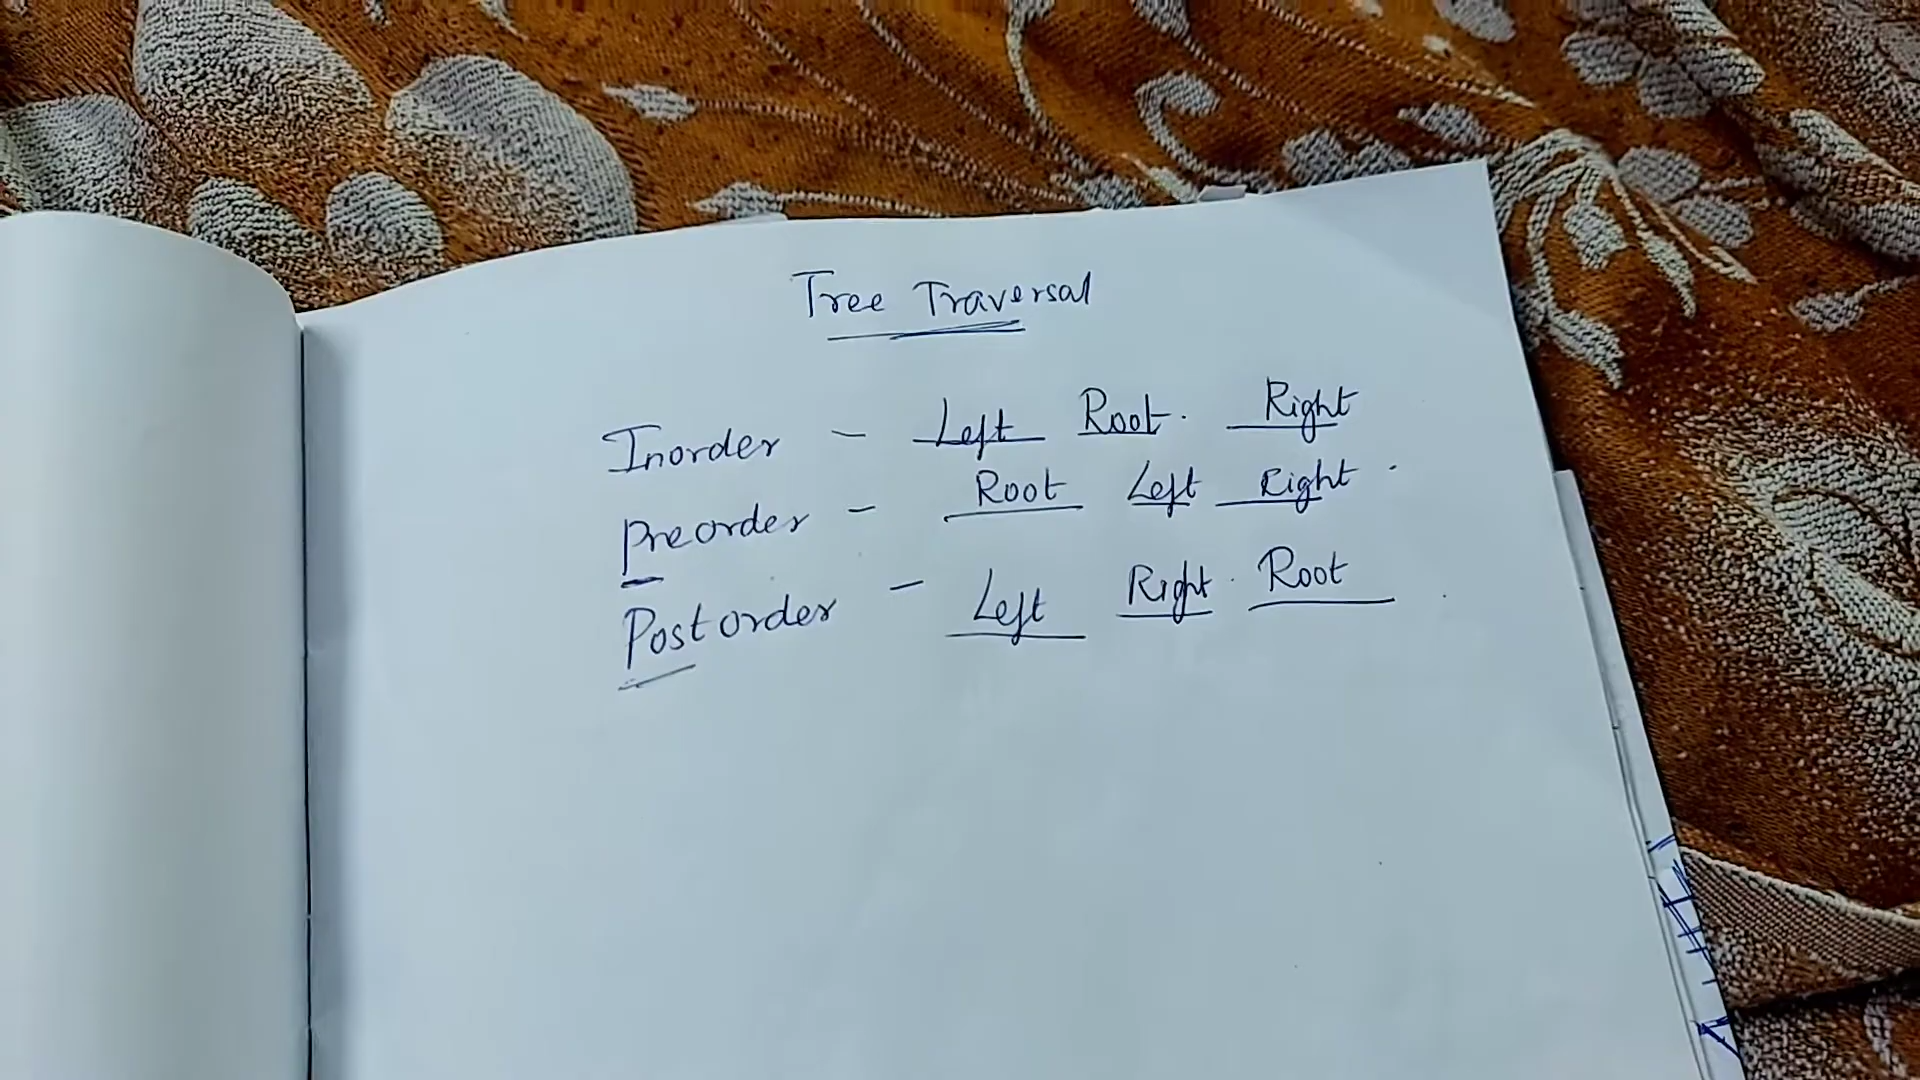 Tree Traversal
Inorder - Left Root. Right
Preorder - Root Left Right.
Postorder - Left Right. Root